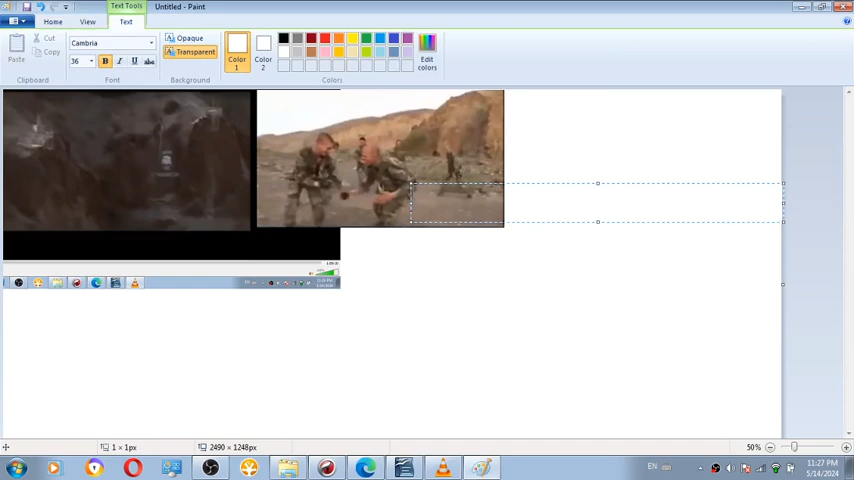 Text Tools
Untitled - Paint
Home
View
Text
Paste
Cut
Copy
Clipboard
Cambria
36
B
I
U
abc
Font
A
Opaque
A
Transparent
Background
Color
1
Color
2
Colors
Edit
colors
1 × 1px
2490 × 1248px
50%
EN
11:27 PM
5/14/2024